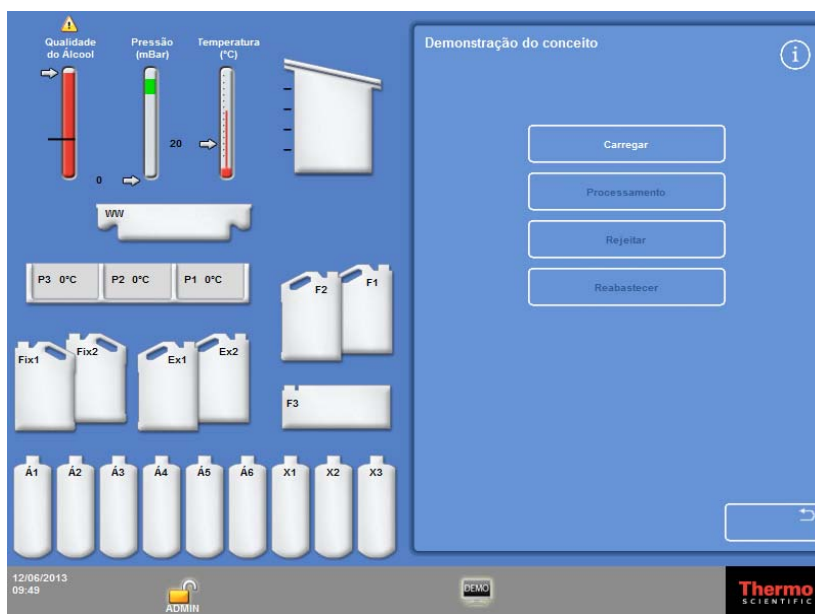 Qualidade
do Álcool
Pressão
(mBar)
Temperatura
(°C)
20
0
WW
P3 0°C
P2 0°C
P1 0°C
F2
F1
Fix1
Fix2
Ex1
Ex2
F3
Á1
Á2
Á3
Á4
Á5
Á6
X1
X2
X3
Demonstração do conceito
i
Carregar
Processamento
Rejeitar
Reabastecer
12/06/2013
09:49
ADMIN
DEMO
Thermo
SCIENTIFIC